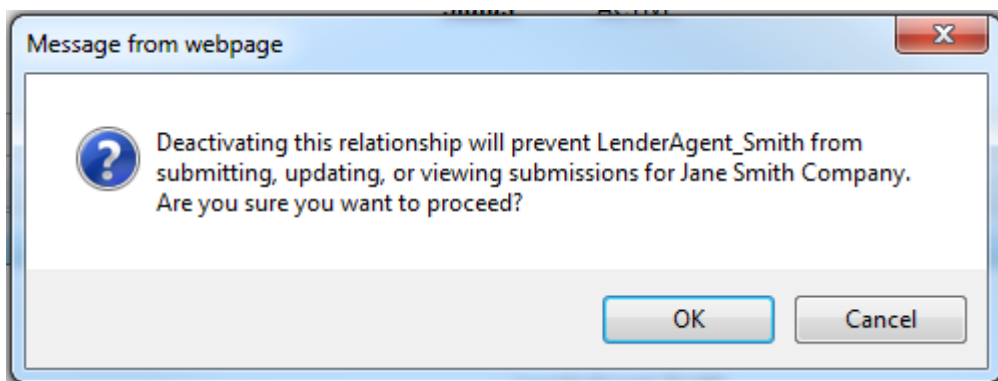 Message from webpage
Deactivating this relationship will prevent LenderAgent_Smith from
submitting, updating, or viewing submissions for Jane Smith Company.
Are you sure you want to proceed?
OK
Cancel